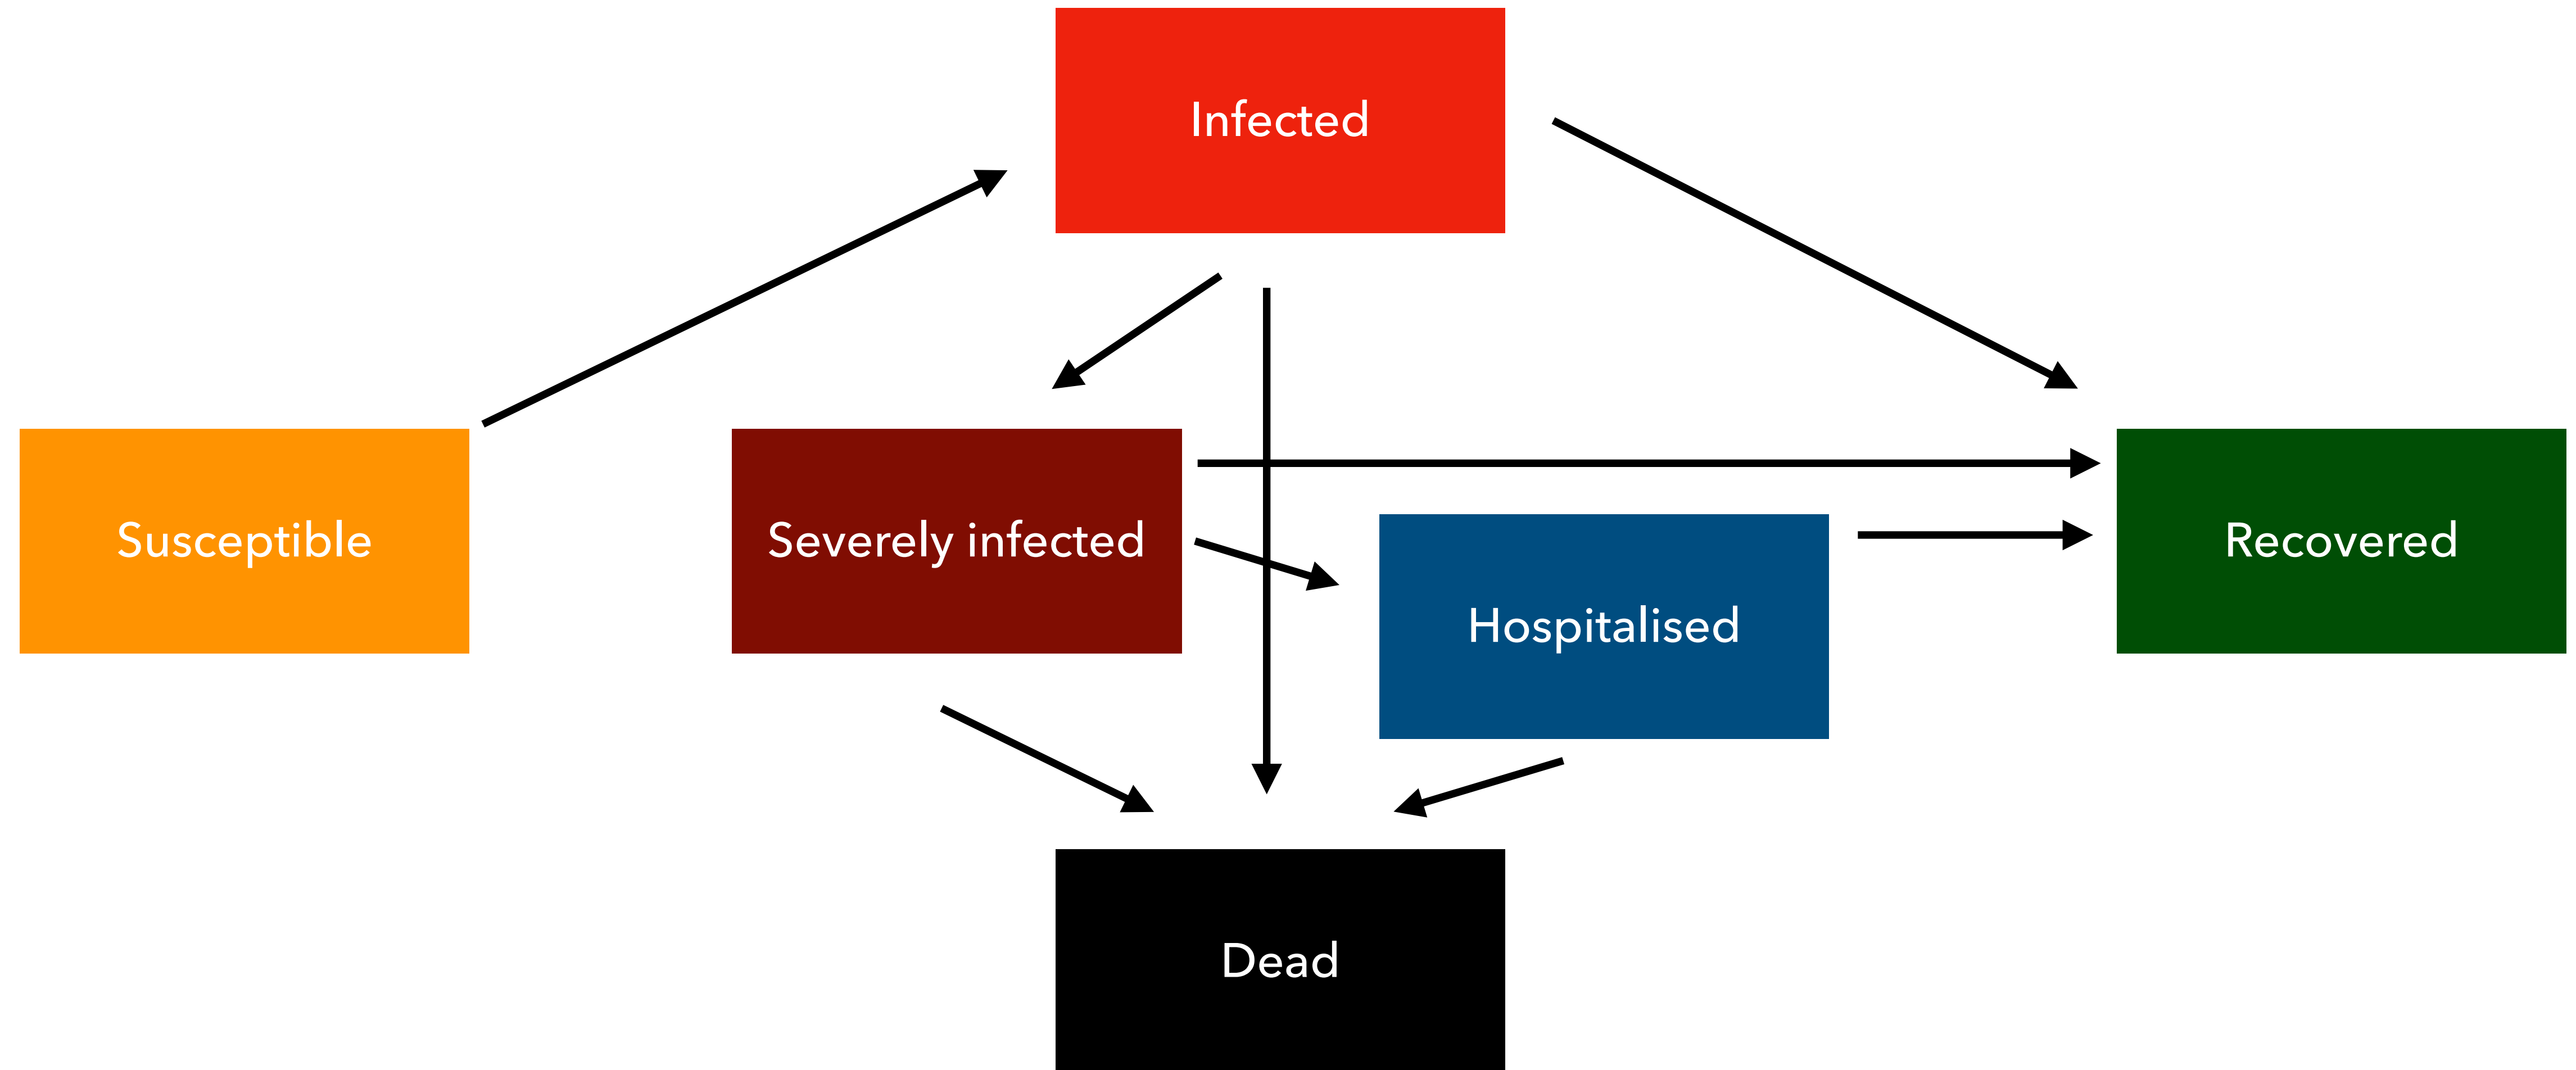 Infected
Susceptible
Severely infected
Hospitalised
Recovered
Dead